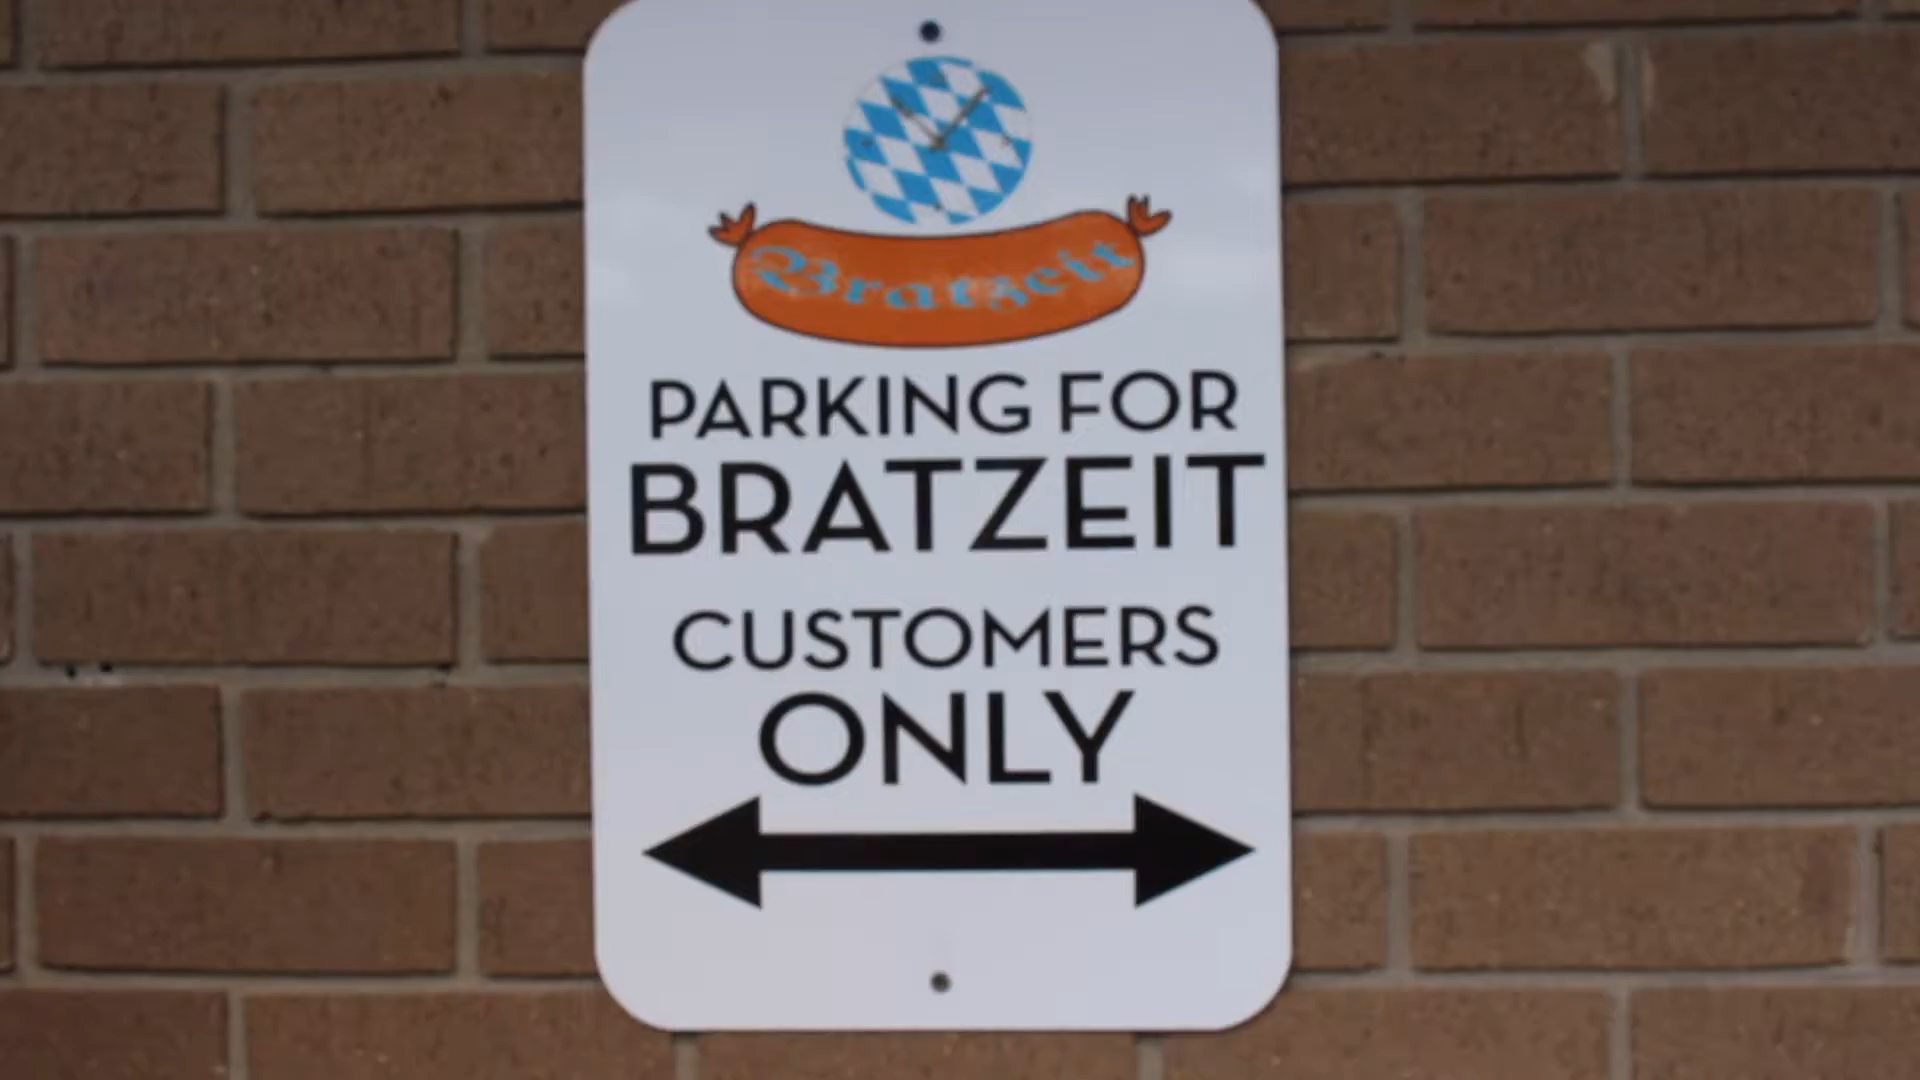 Bratzeit
PARKING FOR
BRATZEIT
CUSTOMERS
ONLY